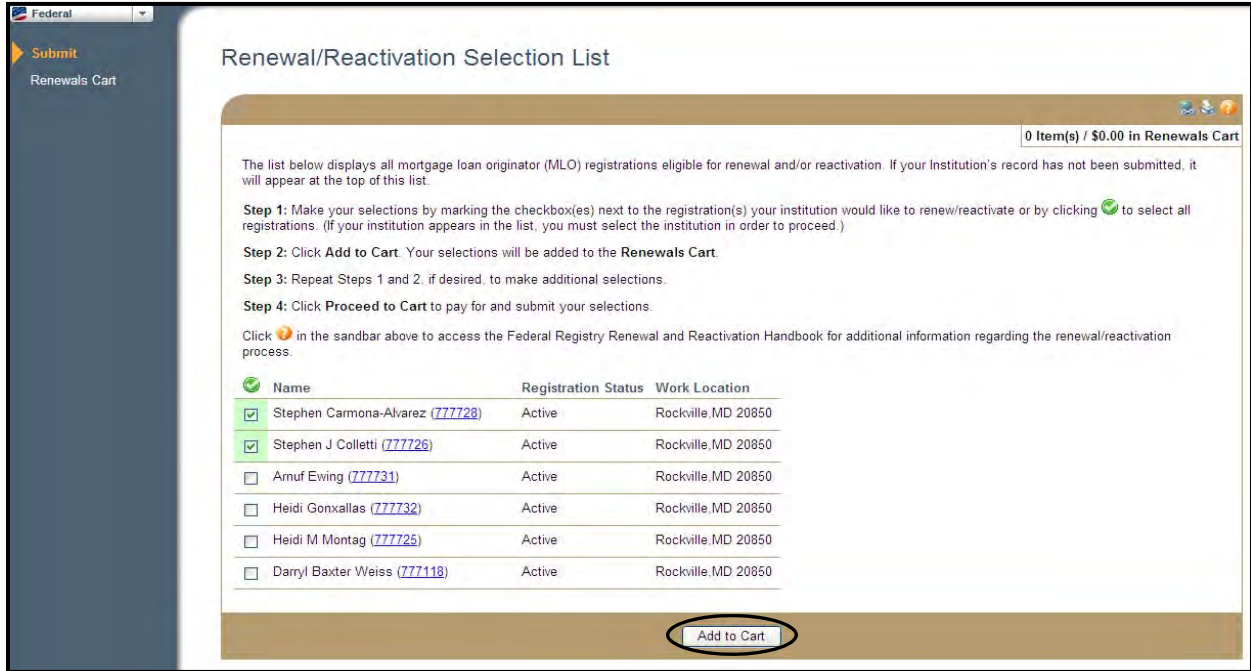 Federal
Submit
Renewals Cart
Renewal/Reactivation Selection List
0 Item(s) / $0.00 in Renewals Cart
The list below displays all mortgage loan originator (MLO) registrations eligible for renewal and/or reactivation. If your Institution's record has not been submitted, it
will appear at the top of this list.
Step 1: Make your selections by marking the checkbox(es) next to the registration(s) your institution would like to renew/reactivate or by clicking to select all
registrations. (If your institution appears in the list, you must select the institution in order to proceed.)
Step 2: Click Add to Cart. Your selections will be added to the Renewals Cart.
Step 3: Repeat Steps 1 and 2, if desired, to make additional selections.
Step 4: Click Proceed to Cart to pay for and submit your selections.
Click ? in the sandbar above to access the Federal Registry Renewal and Reactivation Handbook for additional information regarding the renewal/reactivation
process.
Name Registration Status Work Location
Stephen Carmona-Alvarez (777728) Active Rockville,MD 20850
Stephen J Colletti (777726) Active Rockville,MD 20850
Arnuf Ewing (777731) Active Rockville,MD 20850
Heidi Gonxallas (777732) Active Rockville,MD 20850
Heidi M Montag (777725) Active Rockville,MD 20850
Darryl Baxter Weiss (777118) Active Rockville,MD 20850
Add to Cart